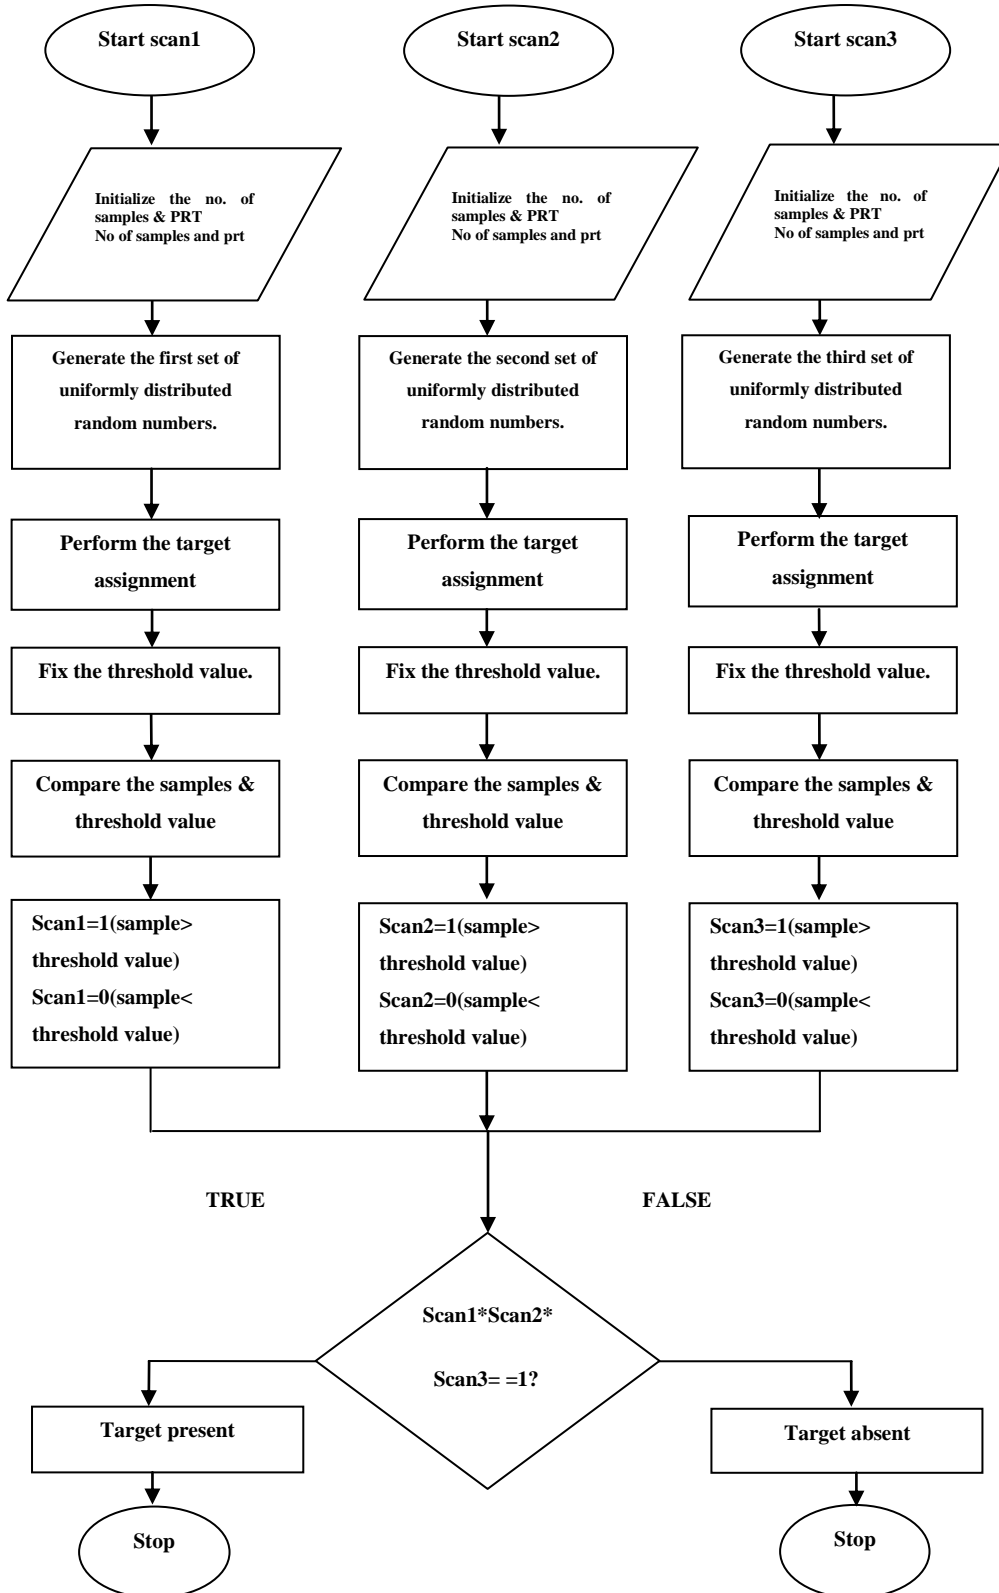 Start scan1
Start scan2
Start scan3
Initialize the no. of
samples & PRT
No of samples and prt
Initialize the no. of
samples & PRT
No of samples and prt
Initialize the no. of
samples & PRT
No of samples and prt
Generate the first set of
uniformly distributed
random numbers.
Generate the second set of
uniformly distributed
random numbers.
Generate the third set of
uniformly distributed
random numbers.
Perform the target
assignment
Perform the target
assignment
Perform the target
assignment
Fix the threshold value.
Fix the threshold value.
Fix the threshold value.
Compare the samples &
threshold value
Compare the samples &
threshold value
Compare the samples &
threshold value
Scan1=1(sample>
threshold value)
Scan1=0(sample<
threshold value)
Scan2=1(sample>
threshold value)
Scan2=0(sample<
threshold value)
Scan3=1(sample>
threshold value)
Scan3=0(sample<
threshold value)
TRUE
FALSE
Scan1*Scan2*
Scan3= =1?
Target present
Target absent
Stop
Stop